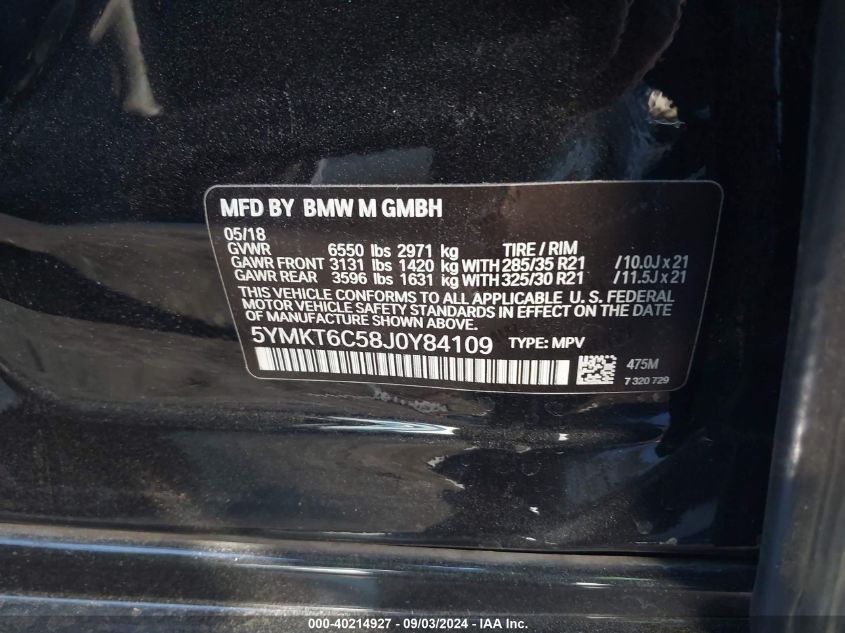 MFD BY BMW M GMBH
05/18
GVWR 6550 lbs 2971 kg TIRE / RIM
GAWR FRONT 3131 lbs 1420 kg WITH 285/35 R21 / 10.0J x 21
GAWR REAR 3596 lbs 1631 kg WITH 325/30 R21 / 11.5J x 21
THIS VEHICLE CONFORMS TO ALL APPLICABLE U. S. FEDERAL
MOTOR VEHICLE SAFETY STANDARDS IN EFFECT ON THE DATE
OF MANUFACTURE SHOWN ABOVE.
5YMKT6C58J0Y84109 TYPE: MPV
475M
7 320 729
000-40214927 - 09/03/2024 - IAA Inc.